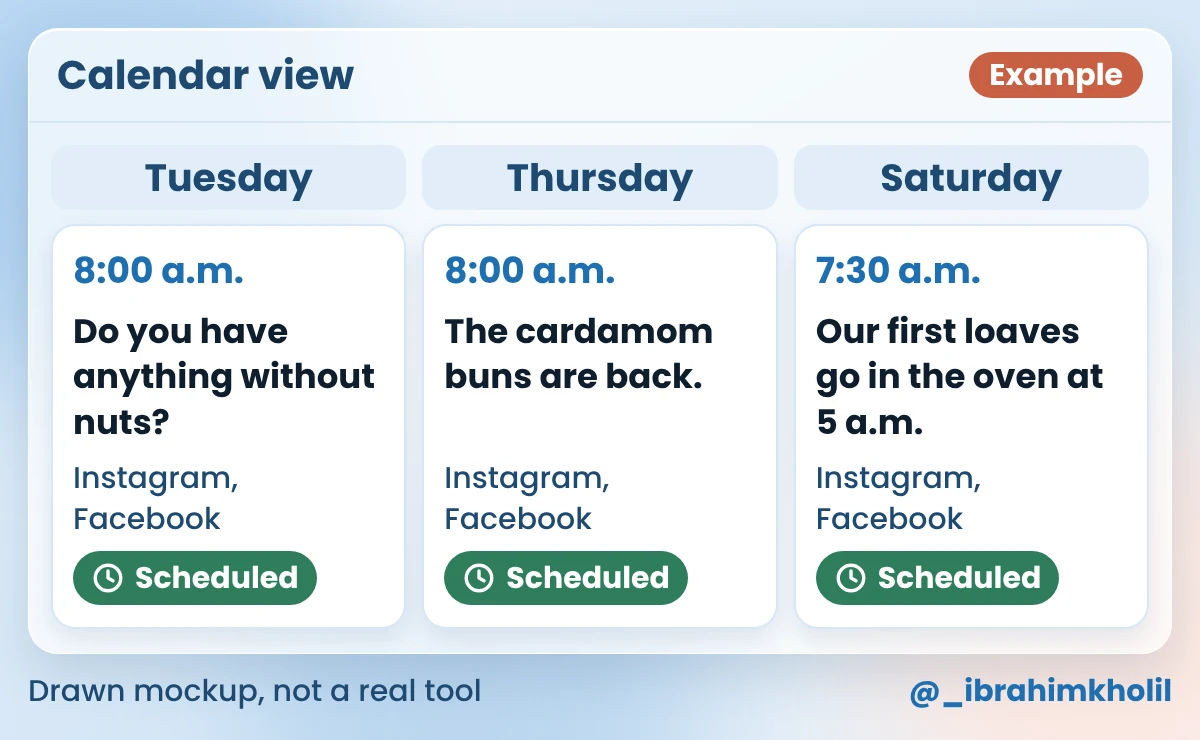 Calendar view
Example
Tuesday
8:00 a.m.
Do you have
anything without
nuts?
Instagram,
Facebook
Scheduled
Thursday
8:00 a.m.
The cardamom
buns are back.
Instagram,
Facebook
Scheduled
Saturday
7:30 a.m.
Our first loaves
go in the oven at
5 a.m.
Instagram,
Facebook
Scheduled
Drawn mockup, not a real tool
@_ibrahimkholil